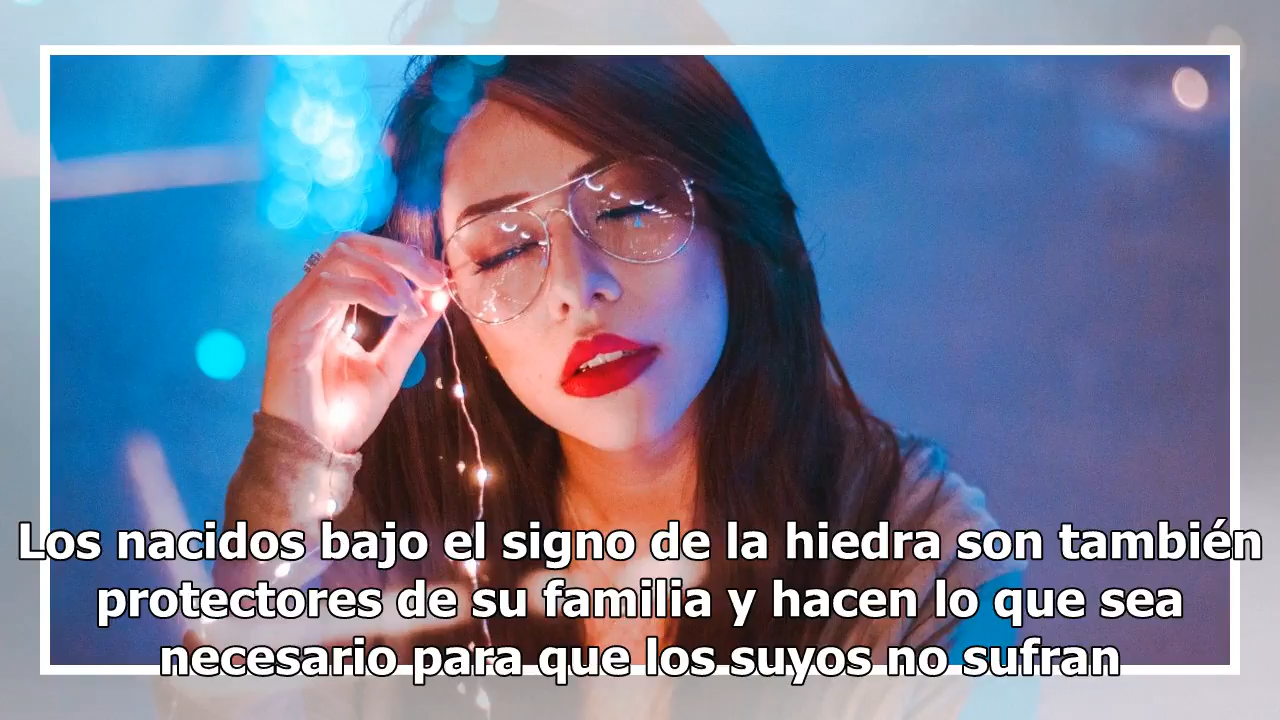 Los nacidos bajo el signo de la hiedra son también
protectores de su familia y hacen lo que sea
necesario para que los suyos no sufran